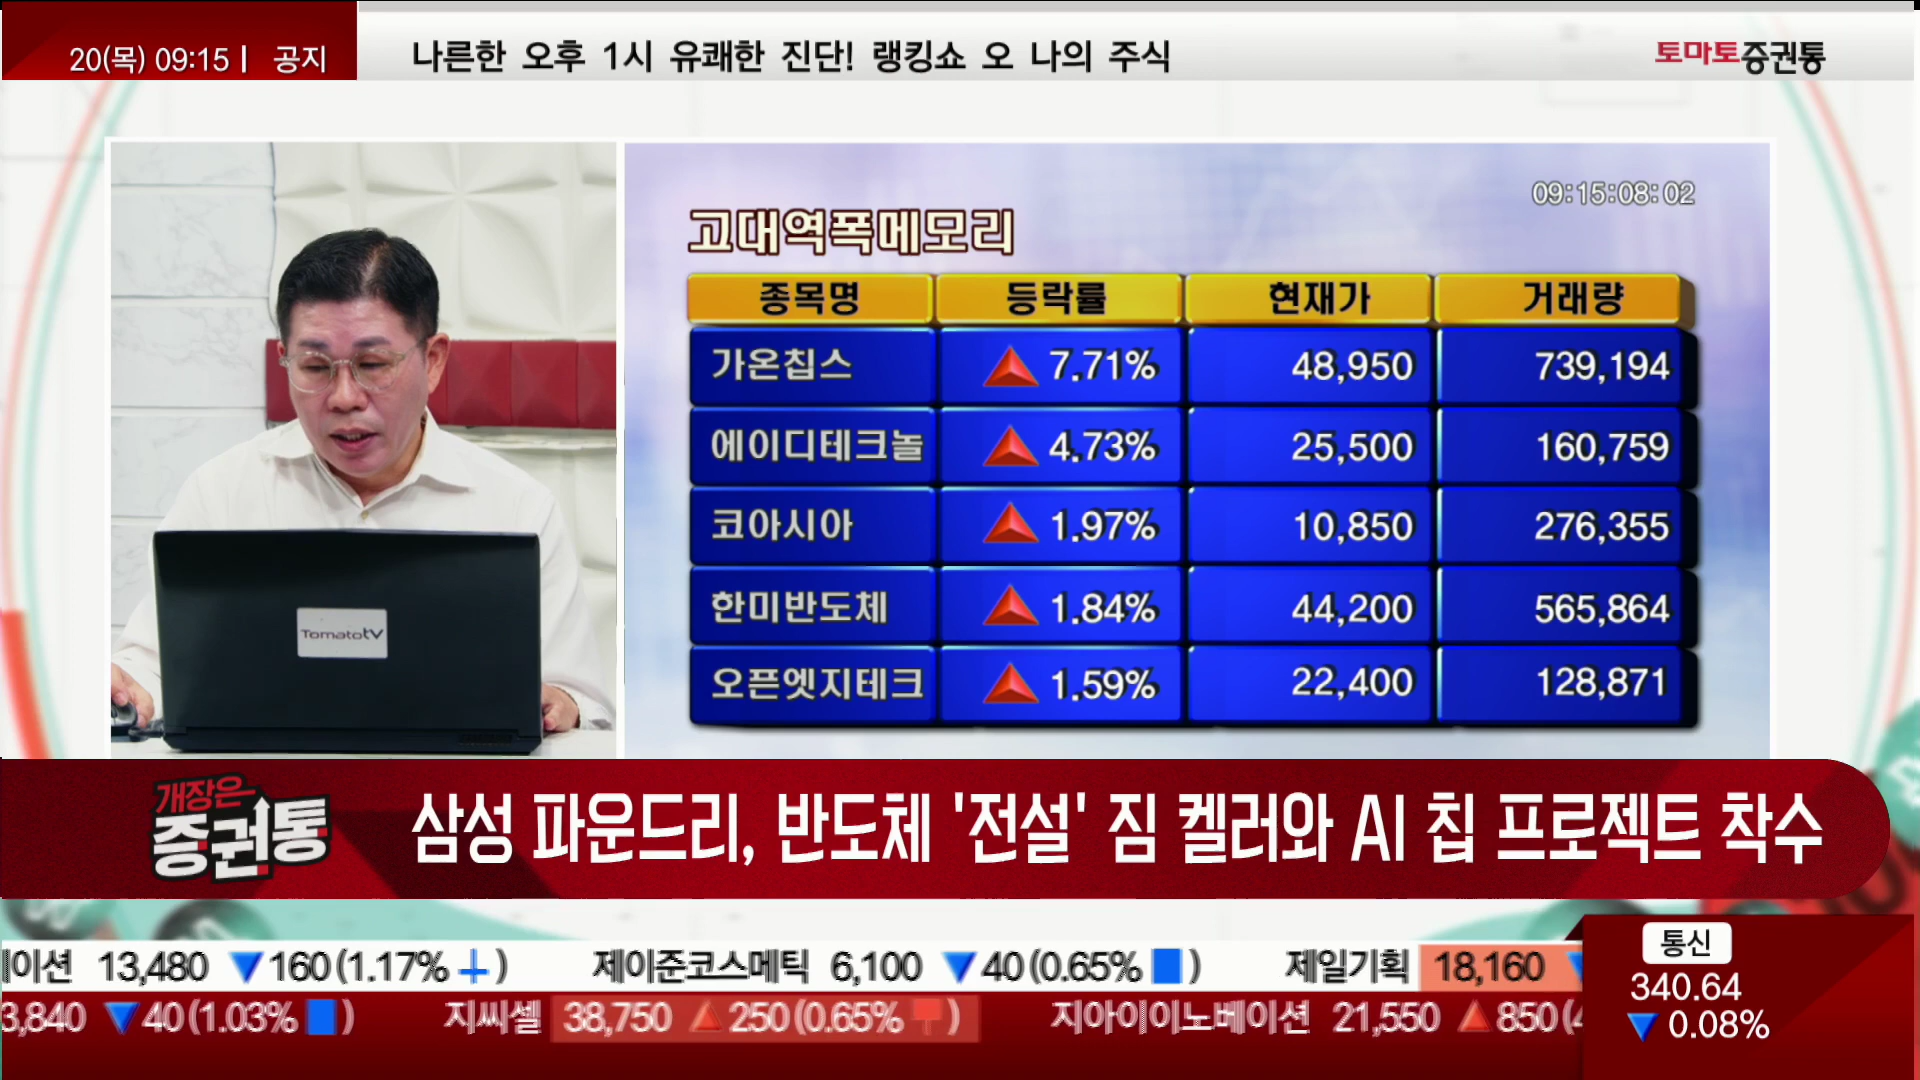 20(목) 09:15 | 공지
나른한 오후 1시 유쾌한 진단! 랭킹쇼 오 나의 주식
토마토증권통
09:15:08:02
고대역폭메모리
종목명 등락률 현재가 거래량
가온칩스 ▲ 7.71% 48,950 739,194
에이디테크놀 ▲ 4.73% 25,500 160,759
코아시아 ▲ 1.97% 10,850 276,355
한미반도체 ▲ 1.84% 44,200 565,864
오픈엣지테크 ▲ 1.59% 22,400 128,871
Tomatotv
개장은
증권통
삼성 파운드리, 반도체 '전설' 짐 켈러와 AI 칩 프로젝트 착수
이션 13,480 ▼160(1.17%) 제이준코스메틱 6,100 ▼40(0.65%) 제일기획 18,160 ▼
3,840 ▼40(1.03%) 지씨셀 38,750 ▲250(0.65%) 지아이이노베이션 21,550 ▲850(4
통신
340.64
▼ 0.08%